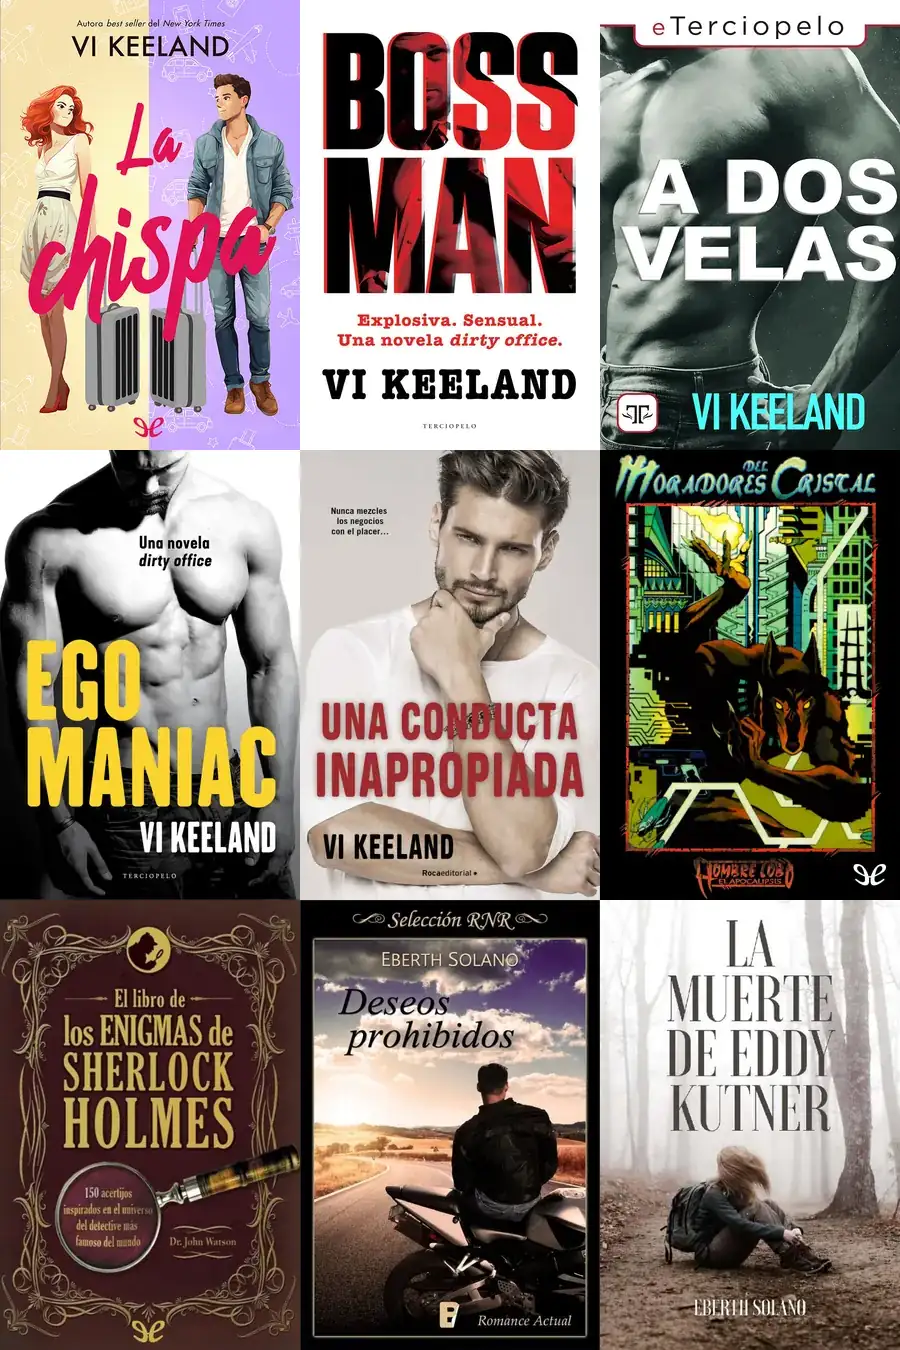 Autora best seller del New York Times
VI KEELAND
La
chispa
BOSS
MAN
Explosiva. Sensual.
Una novela dirty office.
VI KEELAND
TERCIOPELO
eTerciopelo
A DOS
VELAS
VI KEELAND
Una novela
dirty office
EGO
MANIAC
VI KEELAND
TERCIOPELO
Nunca mezcles
los negocios
con el placer...
UNA CONDUCTA
INAPROPIADA
VI KEELAND
Rocaeditorial
MORADORES DEL CRISTAL
HOMBRE LOBO
EL APOCALIPSIS
El libro de
los ENIGMAS de
SHERLOCK
HOLMES
150 acertijos
inspirados en el universo
del detective más
famoso del mundo
Dr. John Watson
Selección RNR
EBERTH SOLANO
Deseos
prohibidos
B
Romance Actual
LA
MUERTE
DE EDDY
KUTNER
EBERTH SOLANO